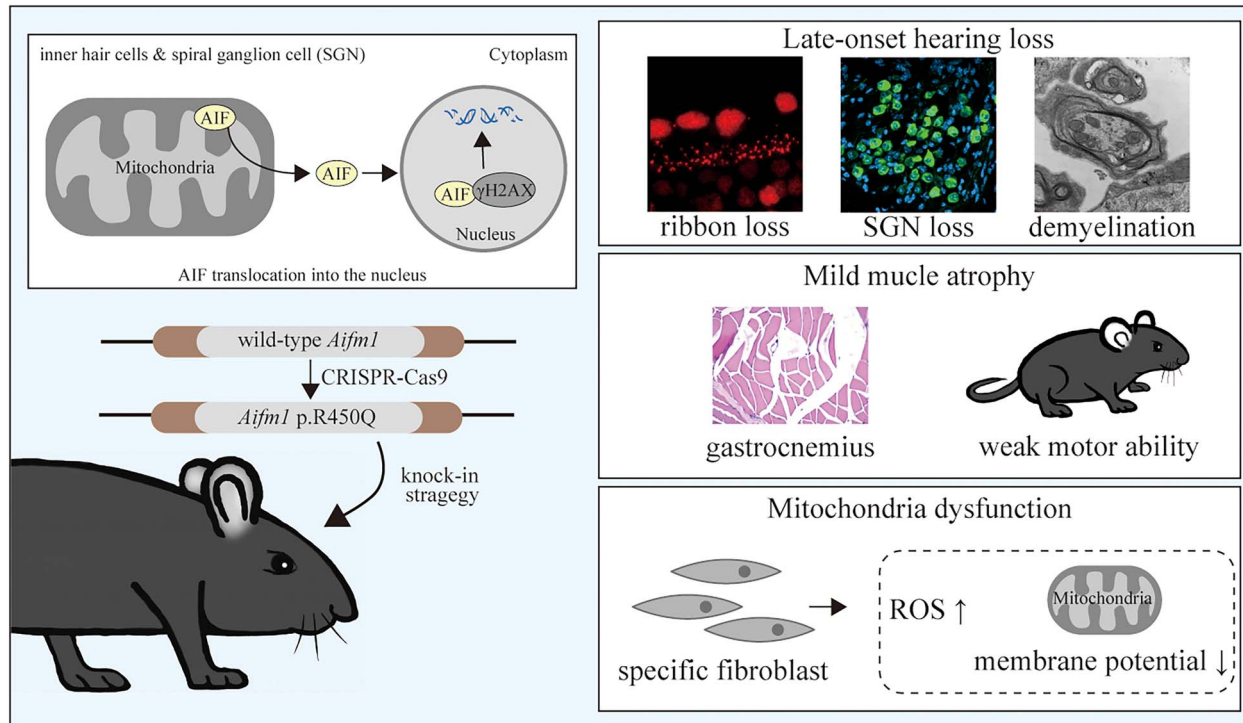 inner hair cells & spiral ganglion cell (SGN)
Cytoplasm
AIF
Mitochondria
AIF
AIF
γH2AX
Nucleus
AIF translocation into the nucleus
wild-type Aifm1
CRISPR-Cas9
Aifm1 p.R450Q
knock-in
stragegy
Late-onset hearing loss
ribbon loss
SGN loss
demyelination
Mild mucle atrophy
gastrocnemius
weak motor ability
Mitochondria dysfunction
specific fibroblast
ROS ↑
Mitochondria
membrane potential ↓